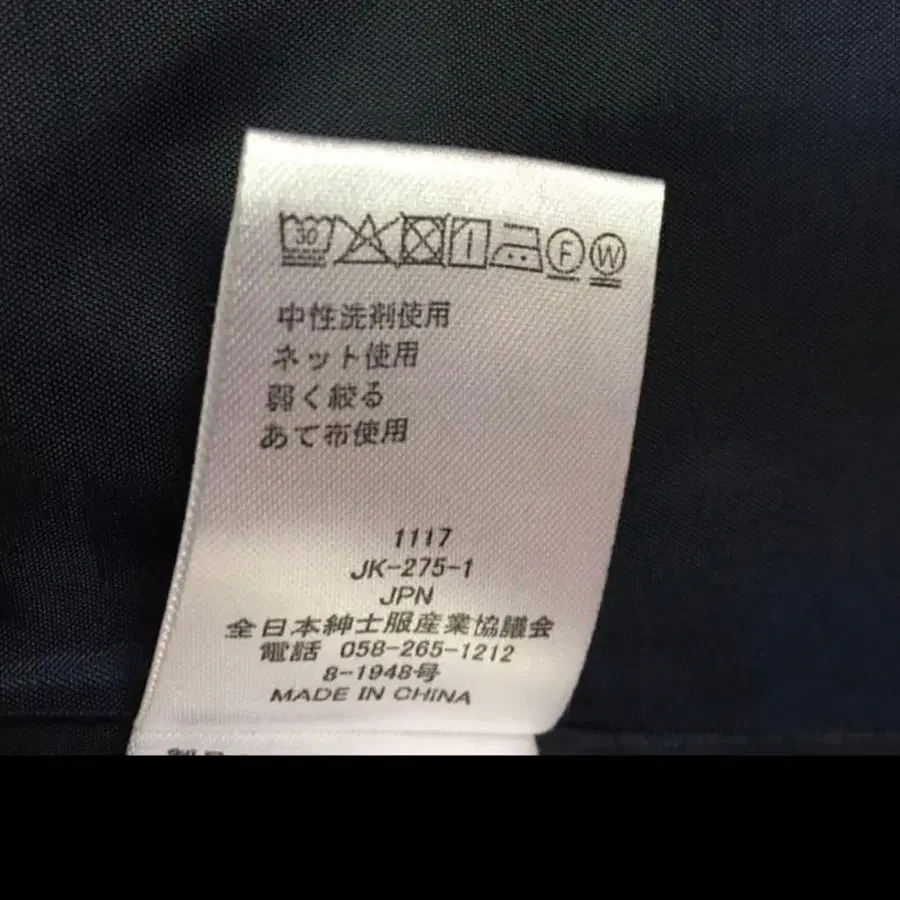 30 F W
中性洗剤使用
ネット使用
弱く絞る
あて布使用
1117
JK-275-1
JPN
全日本紳士服産業協議会
電話 058-265-1212
8-1948号
MADE IN CHINA